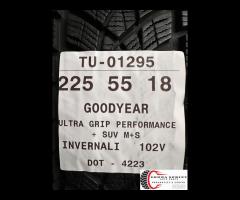 TU-01295
225 55 18
GOODYEAR
ULTRA GRIP PERFORMANCE
+ SUV M+S
INVERNALI 102V
DOT - 4223